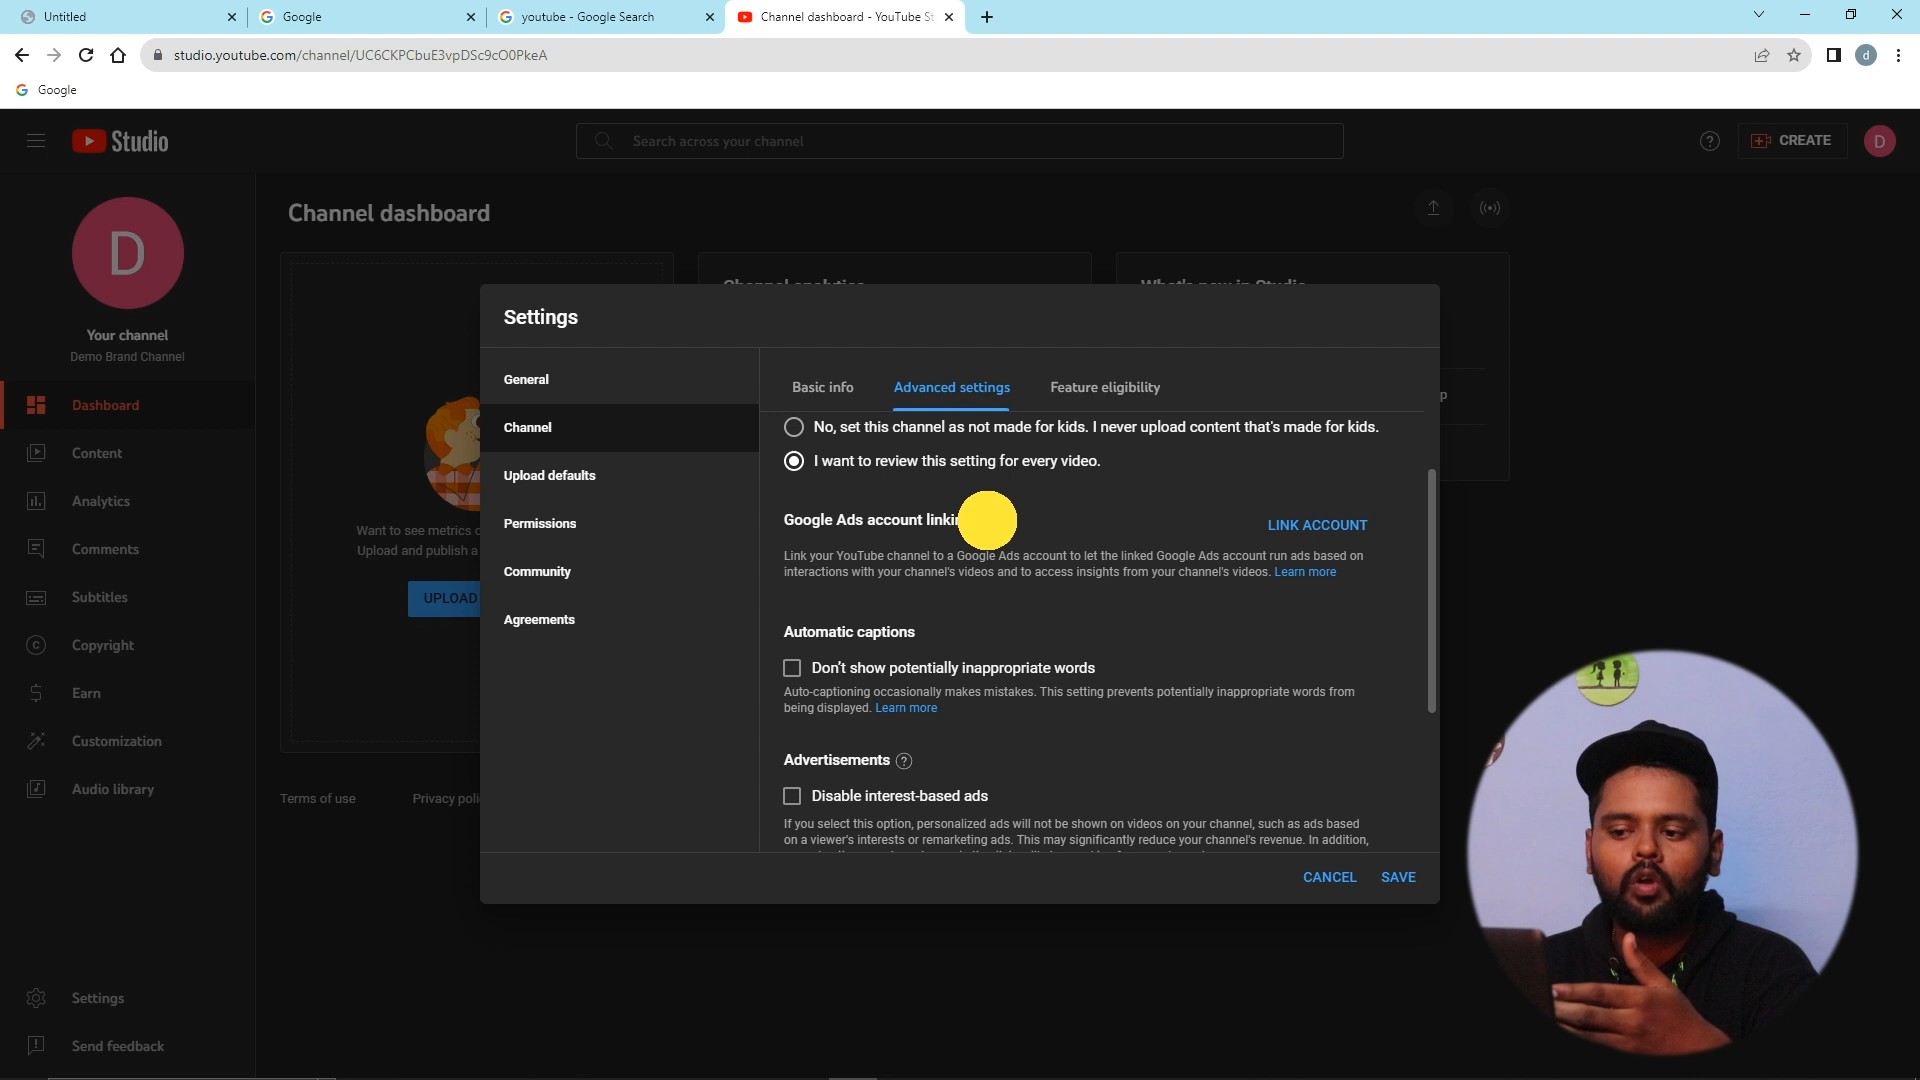 Untitled
Google
youtube - Google Search
Channel dashboard - YouTube St
studio.youtube.com/channel/UC6CKPCbuE3vpDSc9cO0PkeA
d
Google
Studio
Search across your channel
CREATE
D
D
Your channel
Demo Brand Channel
Dashboard
Content
Analytics
Comments
Subtitles
Copyright
Earn
Customization
Audio library
Settings
Send feedback
Channel dashboard
Channel analytics
What's new in Studio
Want to see metrics
Upload and publish a
UPLOAD
Terms of use
Privacy poli
p
Settings
General
Channel
Upload defaults
Permissions
Community
Agreements
Basic info
Advanced settings
Feature eligibility
No, set this channel as not made for kids. I never upload content that's made for kids.
I want to review this setting for every video.
Google Ads account linkin
LINK ACCOUNT
Link your YouTube channel to a Google Ads account to let the linked Google Ads account run ads based on
interactions with your channel's videos and to access insights from your channel's videos. Learn more
Automatic captions
Don't show potentially inappropriate words
Auto-captioning occasionally makes mistakes. This setting prevents potentially inappropriate words from
being displayed. Learn more
Advertisements ?
Disable interest-based ads
If you select this option, personalized ads will not be shown on videos on your channel, such as ads based
on a viewer's interests or remarketing ads. This may significantly reduce your channel's revenue. In addition,
CANCEL
SAVE